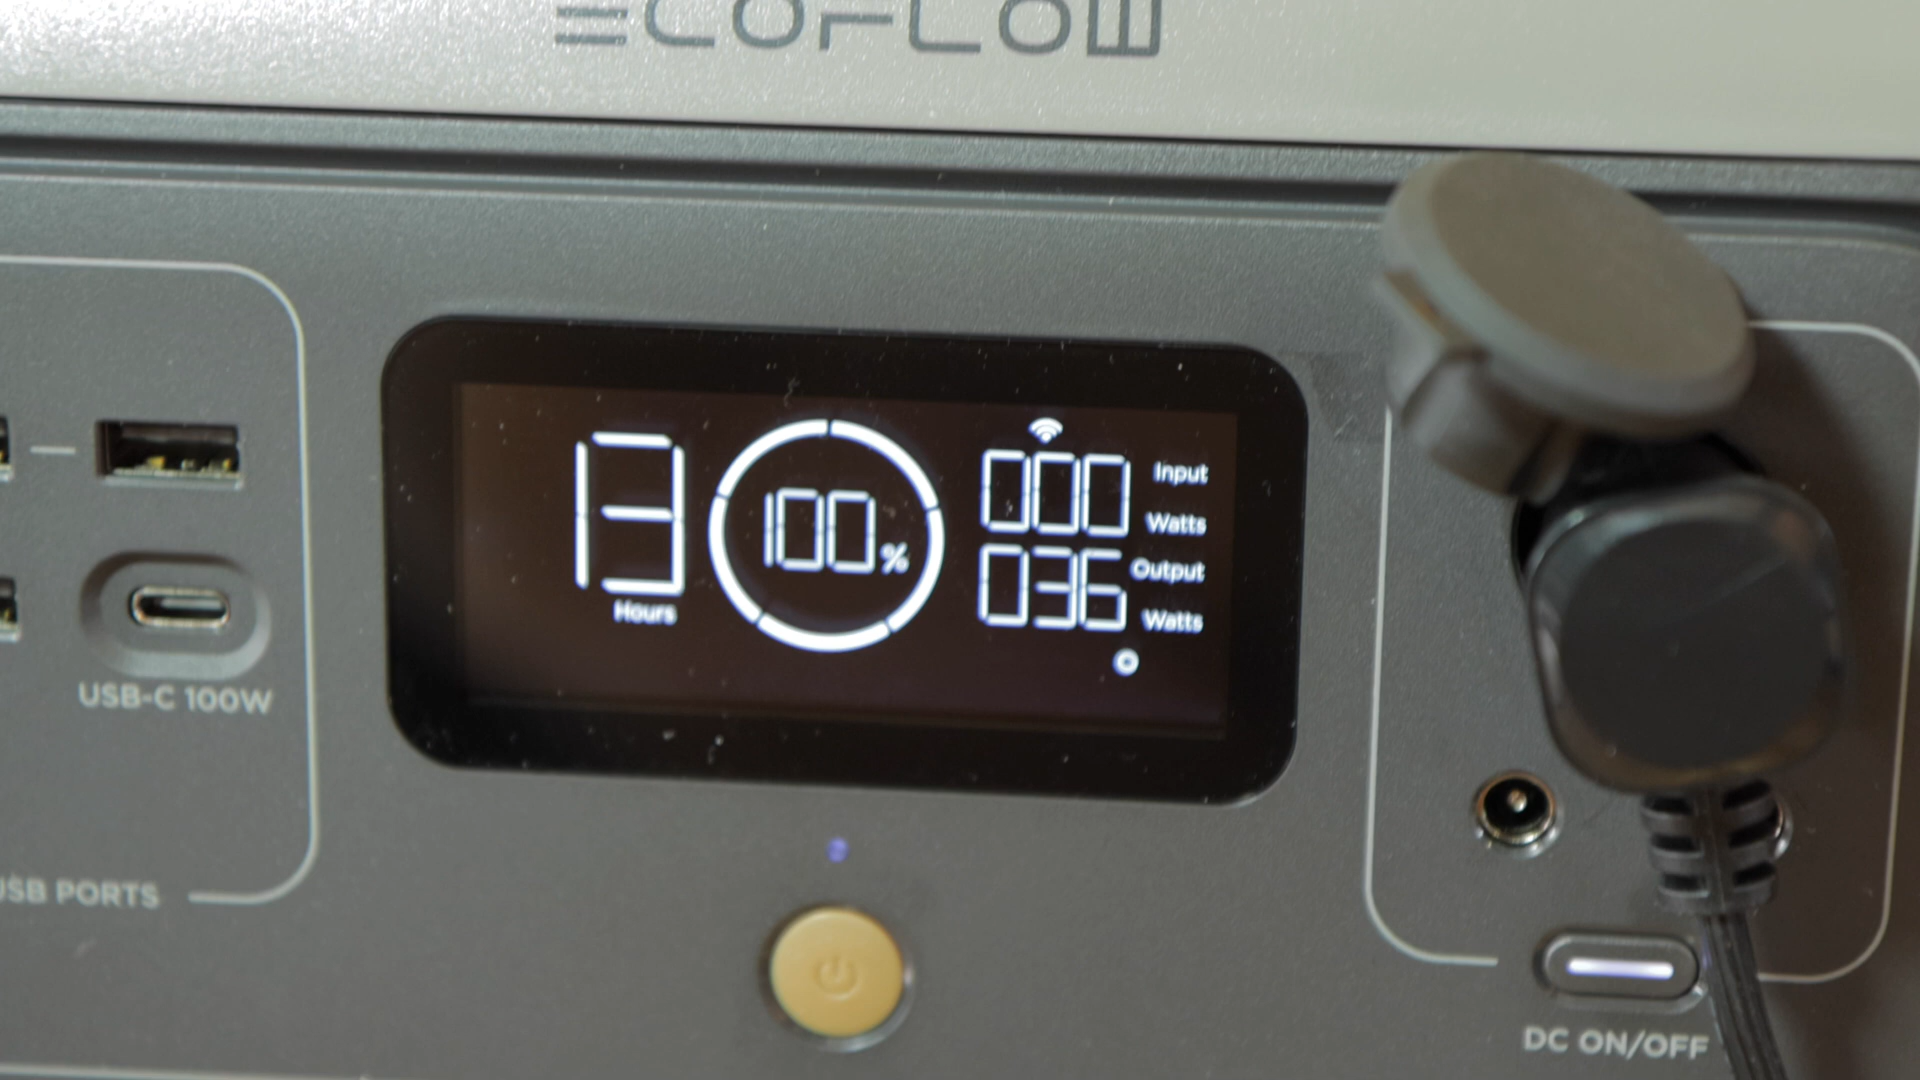 ECOFLOW
13
Hours
100%
000 Input
Watts
036 Output
Watts
USB-C 100W
USB PORTS
DC ON/OFF